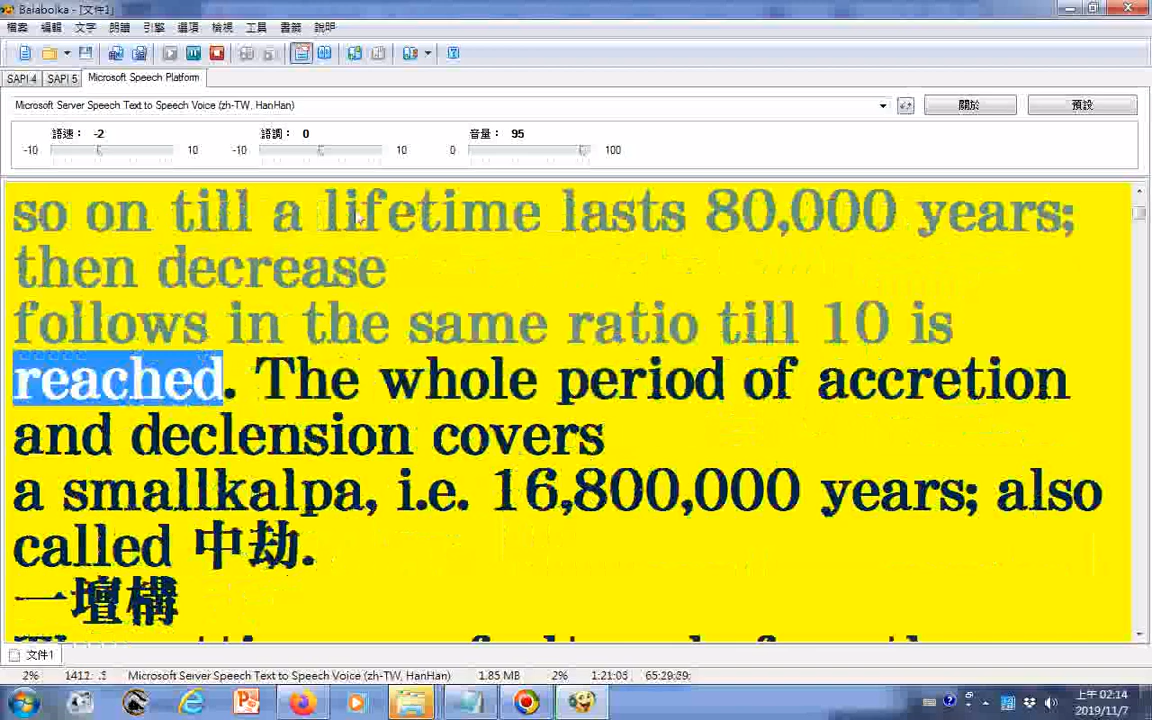 Balabolka - [文件1]
檔案 編輯 文字 朗讀 引擎 選項 檢視 工具 書籤 說明
SAPI 4 SAPI 5 Microsoft Speech Platform
Microsoft Server Speech Text to Speech Voice (zh-TW, HanHan) 關於 預設
語速： -2 語調： 0 音量： 95
-10 10 -10 10 0 100
so on till a lifetime lasts 80,000 years;
then decrease
follows in the same ratio till 10 is
reached. The whole period of accretion
and declension covers
a smallkalpa, i.e. 16,800,000 years; also
called 中劫.
一壇構
文件1
2% Microsoft Server Speech Text to Speech Voice (zh-TW, HanHan) 1.85 MB 2%
上午 02:14
2019/11/7